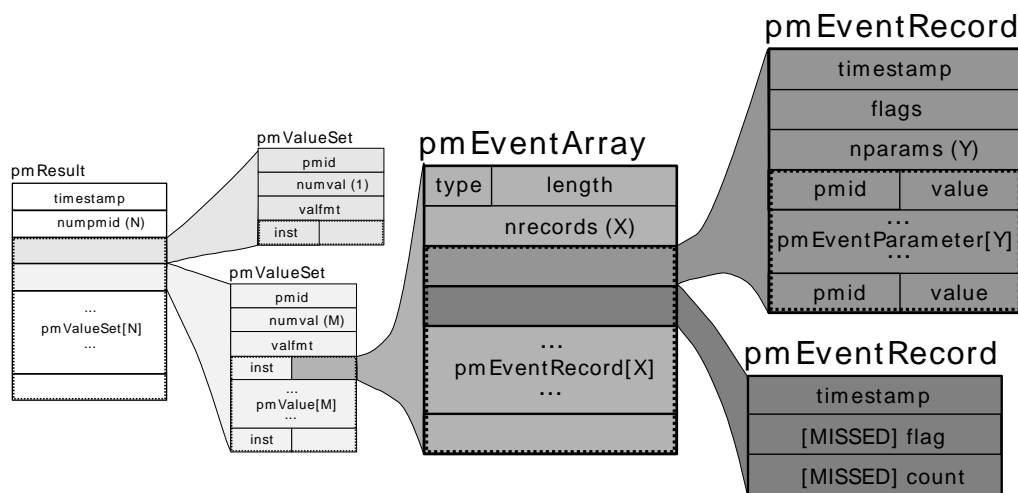 pmResult
timestamp
numpmid (N)
...
pmValueSet[N]
...
pmValueSet
pmid
numval (1)
valfmt
inst
pmValueSet
pmid
numval (M)
valfmt
inst
...
pmValue[M]
...
inst
pmEventArray
type length
nrecords (X)
...
pmEventRecord[X]
...
pmEventRecord
timestamp
flags
nparams (Y)
pmid value
...
pmEventParameter[Y]
...
pmid value
pmEventRecord
timestamp
[MISSED] flag
[MISSED] count